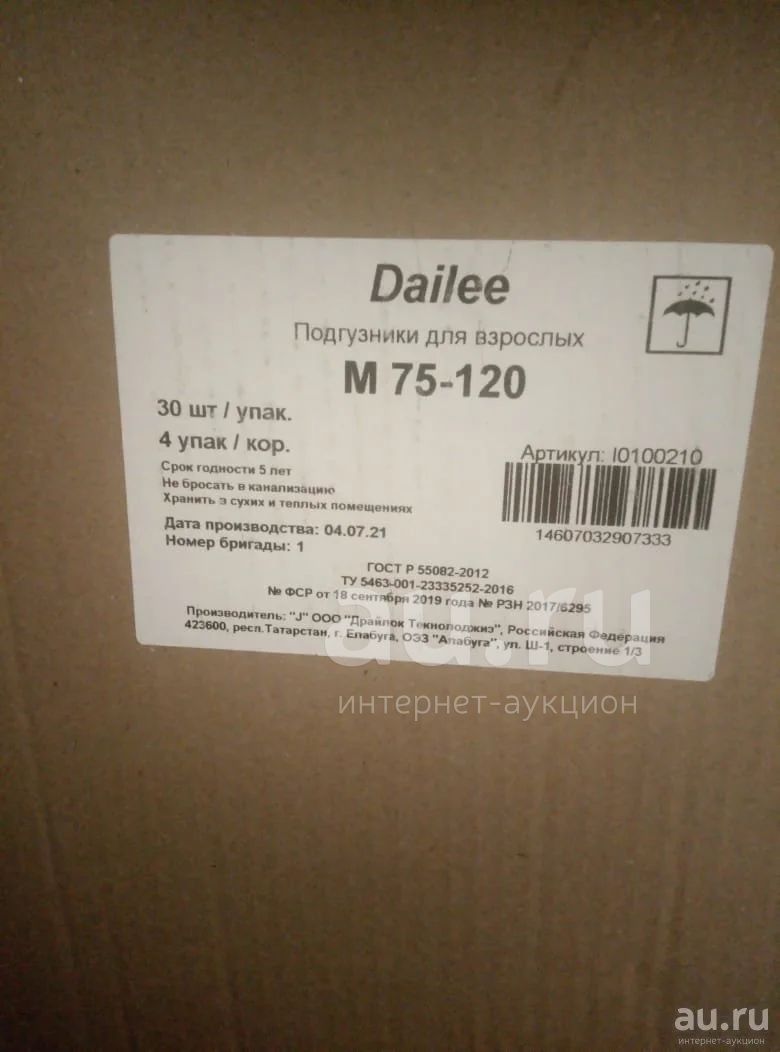 Dailee
Подгузники для взрослых
M 75-120
30 шт / упак.
4 упак / кор.
Срок годности 5 лет
Не бросать в канализацию
Хранить з сухих и теплых помещениях
Артикул: I0100210
14607032907333
Дата производства: 04.07.21
Номер бригады: 1
ГОСТ Р 55082-2012
ТУ 5463-001-23335252-2016
№ ФСР от 18 сентября 2019 года № РЗН 2017/6295
Производитель: "J" ООО "Драйлок Текнолоджиз", Российская Федерация
423600, респ.Татарстан, г. Елабуга, ОЭЗ "Алабуга", ул. Ш-1, строение 1/3
au.ru
интернет-аукцион
au.ru
интернет-аукцион